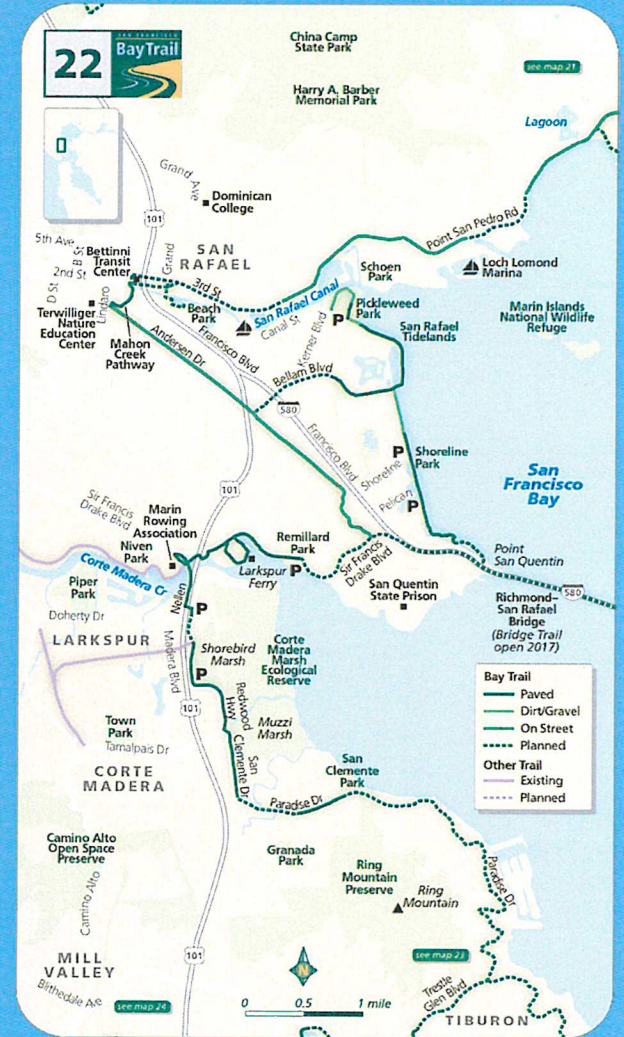 22
SAN FRANCISCO
BayTrail
China Camp
State Park
see map 21
Harry A. Barber
Memorial Park
Lagoon
Grand Ave
Dominican
College
101
Point San Pedro Rd
5th Ave
B St
Bettinni
Transit
Center
2nd St
D St
Grand
SAN
RAFAEL
3rd St
Loch Lomond
Marina
Schoen
Park
San Rafael Canal
Lindaro
Terwilliger
Nature
Education
Center
Beach
Park
Canal St
P
Pickleweed
Park
Marin Islands
National Wildlife
Refuge
San Rafael
Tidelands
Mahon
Creek
Pathway
Andersen Dr
Francisco Blvd
Kerner Blvd
Bellam Blvd
580
Francisco Blvd
P
Shoreline
Park
Shoreline
San
Francisco
Bay
Pelican
P
101
Sir Francis
Drake Blvd
Marin
Rowing
Association
Niven
Park
Remillard
Park
P
Larkspur
Ferry
Sir Francis
Drake Blvd
Point
San Quentin
Corte Madera Cr
San Quentin
State Prison
580
Richmond–
San Rafael
Bridge
(Bridge Trail
open 2017)
Piper
Park
Nellen
P
Doherty Dr
LARKSPUR
Madera Blvd
Shorebird
Marsh
Corte
Madera
Marsh
Ecological
Reserve
P
101
Redwood
Hwy
Muzzi
Marsh
Town
Park
Tamalpais Dr
San
Clemente Dr
CORTE
MADERA
San
Clemente
Park
Paradise Dr
Bay Trail
Paved
Dirt/Gravel
On Street
Planned
Other Trail
Existing
Planned
Camino Alto
Open Space
Preserve
Granada
Park
Ring
Mountain
Preserve
Ring
Mountain
Paradise Dr
Camino Alto
101
N
see map 23
MILL
VALLEY
Blithedale Ave
see map 24
0 0.5 1 mile
Trestle
Glen Blvd
TIBURON